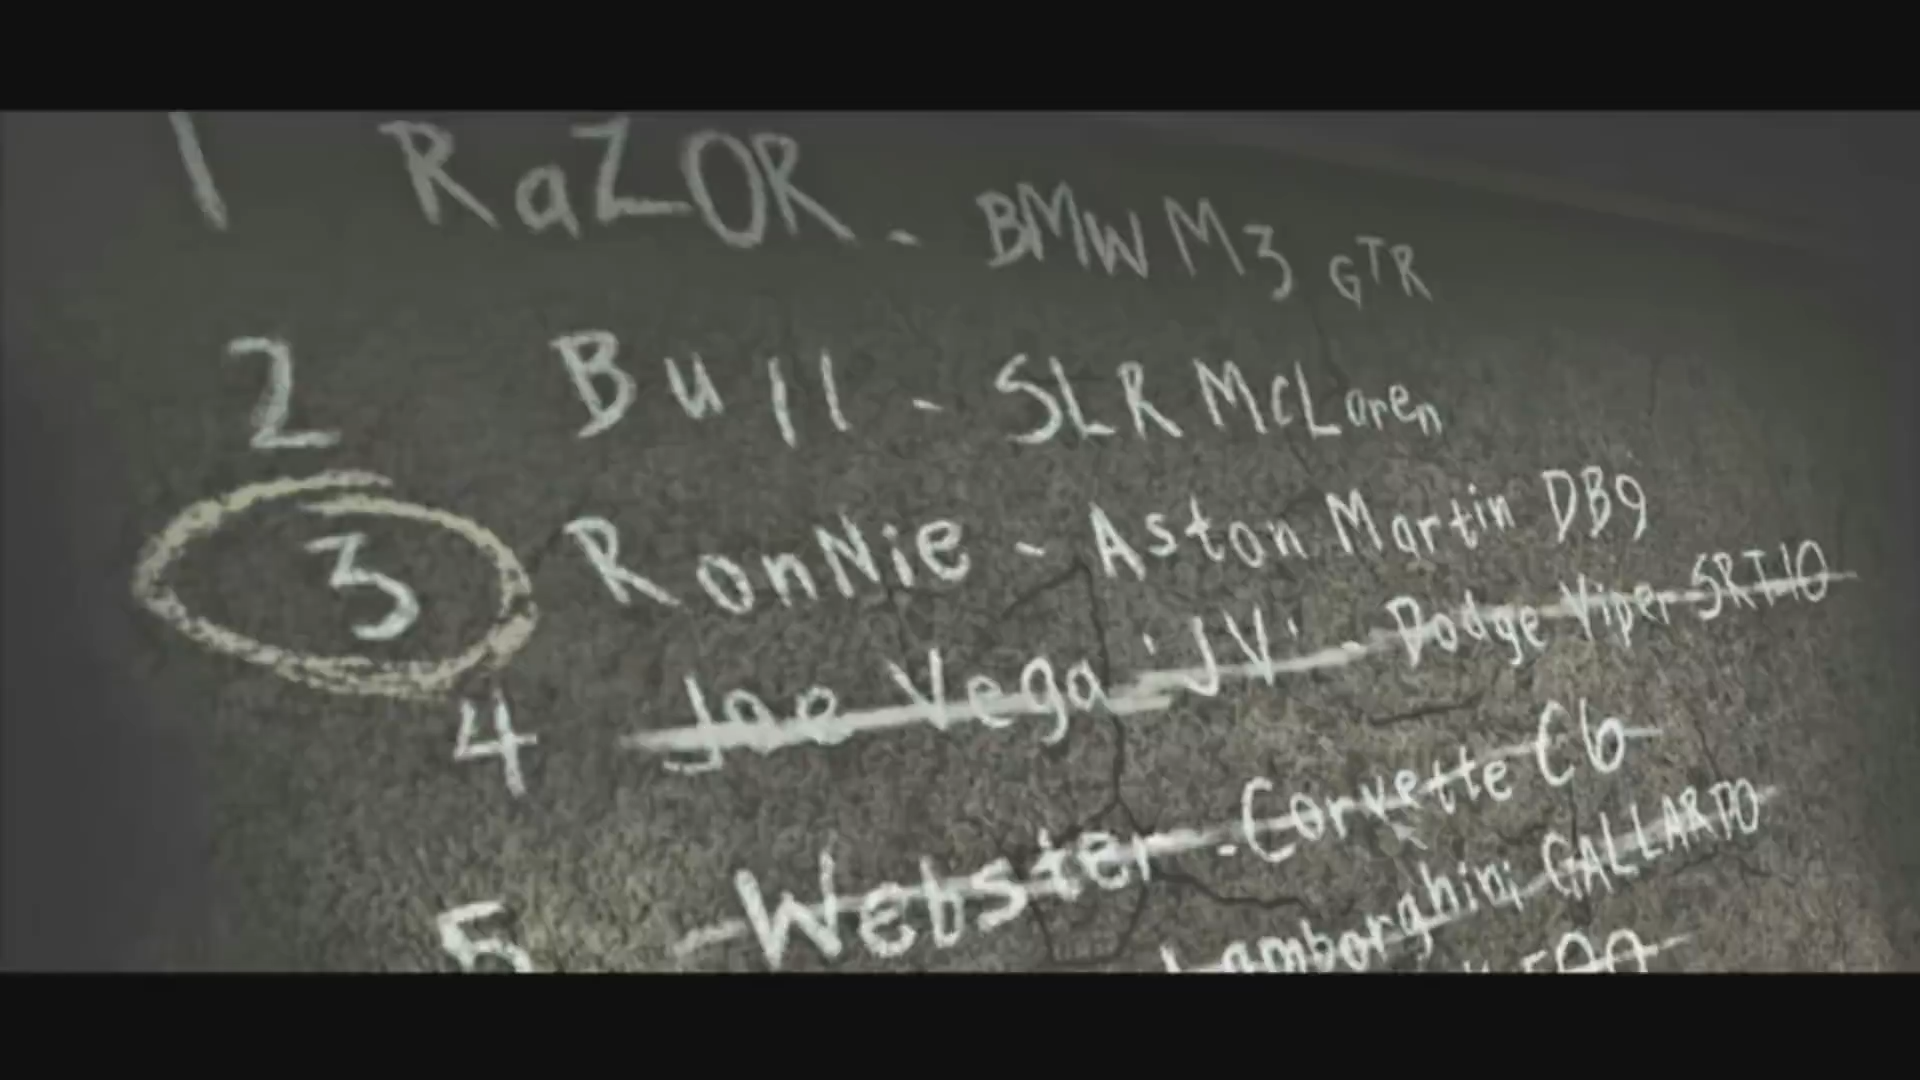 1 RaZOR - BMW M3 GTR
2 Bull - SLR McLaren
3 RonNie - Aston Martin DB9
4 Joe Vega 'JV' - Dodge Viper SRT10
5 Webster - Corvette C6
Lamborghini GALLARDO